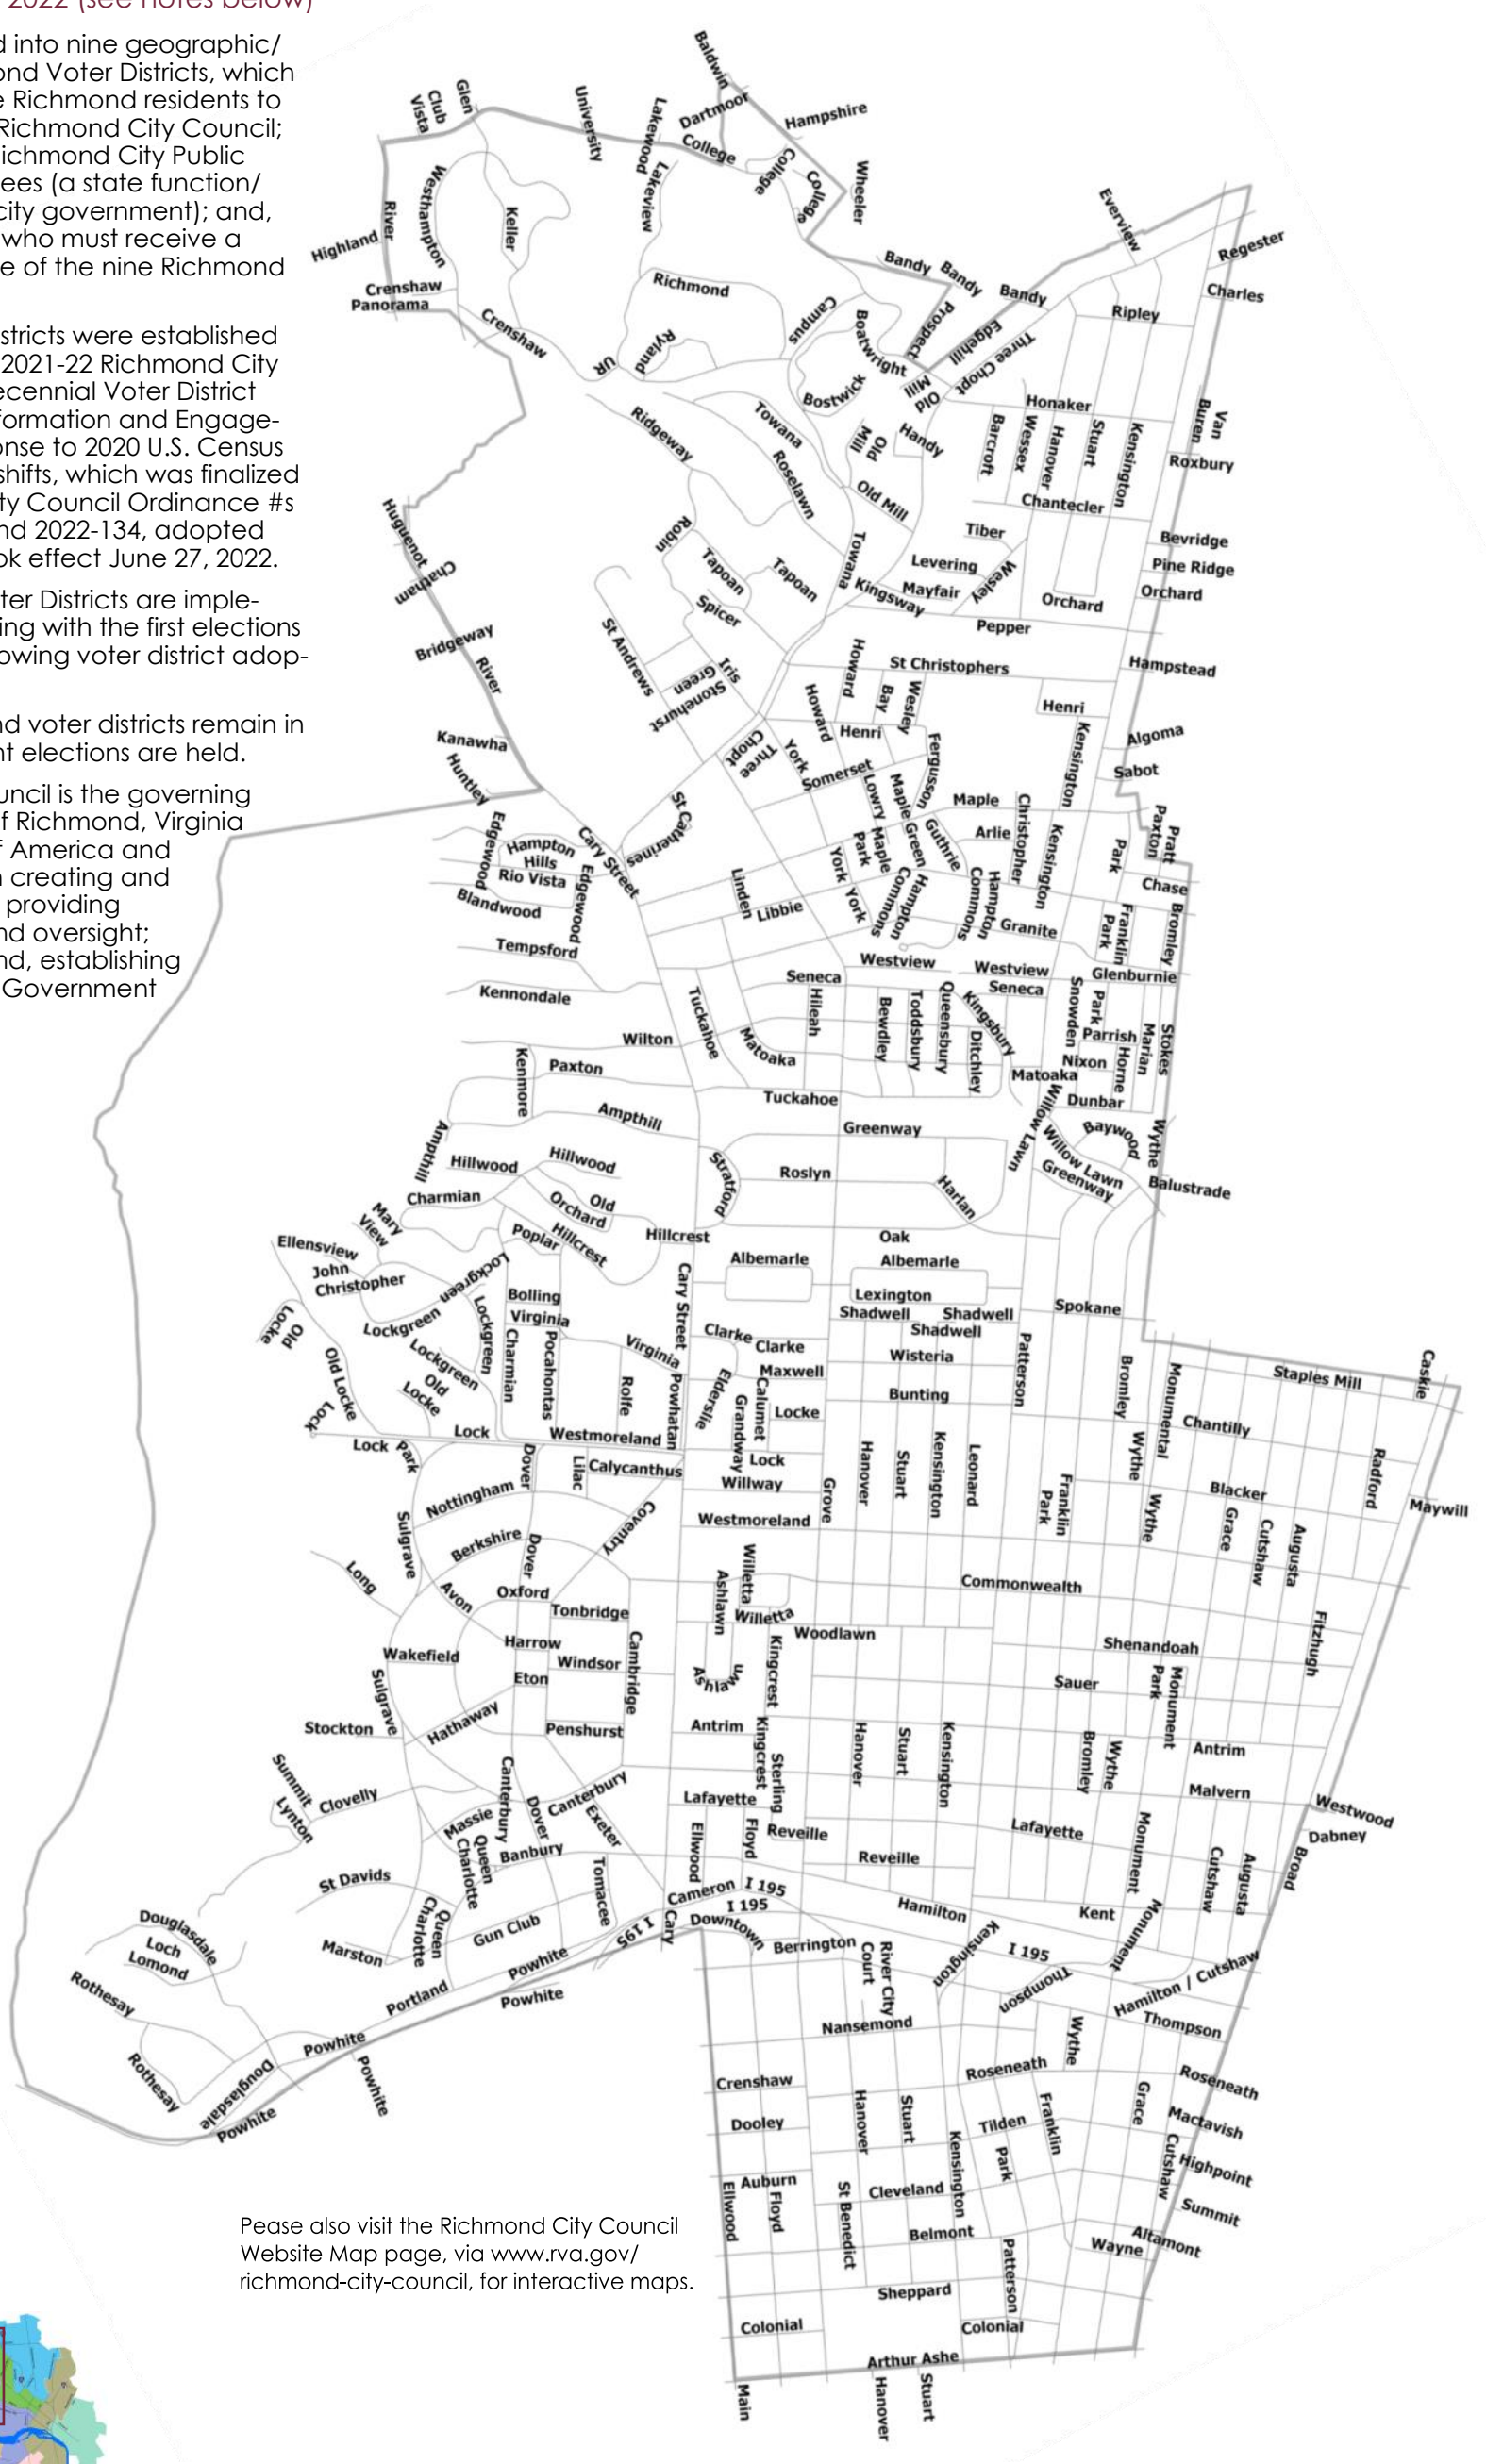 2022 (see notes below)
d into nine geographic/
ond Voter Districts, which
e Richmond residents to
Richmond City Council;
Richmond City Public
ees (a state function/
city government); and,
who must receive a
e of the nine Richmond
stricts were established
2021-22 Richmond City
ecennial Voter District
formation and Engage-
onse to 2020 U.S. Census
shifts, which was finalized
ty Council Ordinance #s
nd 2022-134, adopted
ok effect June 27, 2022.
ter Districts are imple-
ing with the first elections
owing voter district adop-
nd voter districts remain in
nt elections are held.
uncil is the governing
f Richmond, Virginia
f America and
n creating and
providing
nd oversight;
nd, establishing
Government
Baldwin
Glen
Club
Vista
University
Lakewood
Dartmoor
Hampshire
College
College
College
Wheeler
Lakeview
Westhampton
River
Keller
Highland
Everview
Regester
Crenshaw
Panorama
Crenshaw
Richmond
Bandy
Bandy
Bandy
Charles
Campus
Prospect
Edgehill
Ripley
UR
Ryland
Boatwright
Three Chopt
Bostwick
Old Mill
Honaker
Van Buren
Ridgeway
Towana
Old Mill
Handy
Barcroft
Wessex
Hanover
Stuart
Kensington
Roxbury
Roselawn
Old Mill
Chantecler
Huguenot
Chatham
Robin
Tapoan
Tapoan
Towana
Tiber
Bevridge
Levering
Wesley
Pine Ridge
Spicer
Kingsway
Mayfair
Orchard
Orchard
Bridgeway
River
St Andrews
Pepper
Iris
Green
Stonehurst
Howard
St Christophers
Hampstead
Howard
Bay
Wesley
Henri
Henri
Kanawha
Huntley
Three Chopt
York
Somerset
Ferguson
Kensington
Algoma
Sabot
St Catherines
Lowry
Maple
Maple
Christopher
Edgewood
Hampton Hills
Cary Street
Park
Maple
Green
Guthrie
Arlie
Kensington
Park
Paxton
Pratt
Rio Vista
Edgewood
Blandwood
Linden
Libbie
York
York
Hampton Commons
Hampton Commons
Chase
Granite
Franklin
Park
Bromley
Tempsford
Westview
Westview
Glenburnie
Kennondale
Seneca
Seneca
Tuckahoe
Hileah
Bewdley
Toddsbury
Queensbury
Kingsbury
Ditchley
Snowden
Park
Parrish
Marian
Stokes
Wilton
Matoaka
Nixon
Horne
Kenmore
Paxton
Matoaka
Tuckahoe
Dunbar
Ampthill
Ampthill
Greenway
Willow Lawn
Willow Lawn
Baywood
Wythe
Hillwood
Hillwood
Stratford
Roslyn
Harlan
Greenway
Balustrade
Charmian
Old Orchard
Mary View
Poplar
Hillcrest
Hillcrest
Oak
Ellensview
John
Christopher
Lockgreen
Albemarle
Albemarle
Cary Street
Lexington
Bolling
Shadwell
Shadwell
Spokane
Old Locke
Lockgreen
Lockgreen
Virginia
Clarke
Clarke
Shadwell
Lockgreen
Charmian
Pocahontas
Virginia
Wisteria
Patterson
Old Locke
Old Locke
Rolfe
Powhatan
Elderslie
Maxwell
Calumet
Grandway
Bunting
Bromley
Monumental
Staples Mill
Caskie
Locke
Chantilly
Lock
Lock
Lock
Park
Westmoreland
Lock
Dover
Lilac
Calycanthus
Willway
Grove
Hanover
Stuart
Kensington
Leonard
Wythe
Radford
Nottingham
Franklin
Park
Blacker
Maywill
Sulgrave
Coventry
Westmoreland
Wythe
Grace
Cutshaw
Augusta
Berkshire
Dover
Long
Avon
Oxford
Ashlawn
Willetta
Willetta
Commonwealth
Tonbridge
Woodlawn
Fitzhugh
Wakefield
Harrow
Windsor
Cambridge
Kingcrest
Shenandoah
Eton
Ashlawn
Sauer
Park
Monument
Sulgrave
Stockton
Hathaway
Penshurst
Antrim
Kingcrest
Hanover
Stuart
Kensington
Bromley
Wythe
Antrim
Summit
Lynton
Clovelly
Canterbury
Canterbury
Sterling
Lafayette
Malvern
Westwood
Massie
Dover
Exeter
Ellwood
Floyd
Reveille
Lafayette
Monument
Dabney
Queen Charlotte
Banbury
Reveille
Cutshaw
Augusta
Broad
St Davids
Tomacee
Cameron
I 195
I 195
Hamilton
Kent
Queen Charlotte
Gun Club
I 195
Cary
Downtown
Douglasdale
Loch Lomond
Marston
Powhite
Berrington
River City
Court
Kensington
I 195
Monument
Rothesay
Portland
Powhite
Thompson
Hamilton / Cutshaw
Nansemond
Wythe
Thompson
Powhite
Powhite
Rothesay
Douglasdale
Powhite
Crenshaw
Roseneath
Roseneath
Dooley
Hanover
Stuart
Tilden
Franklin
Grace
Mactavish
Auburn
Cleveland
Kensington
Park
Cutshaw
Highpoint
Ellwood
Floyd
St Benedict
Summit
Belmont
Patterson
Wayne
Altamont
Sheppard
Colonial
Colonial
Arthur Ashe
Main
Hanover
Stuart
Pease also visit the Richmond City Council
Website Map page, via www.rva.gov/
richmond-city-council, for interactive maps.